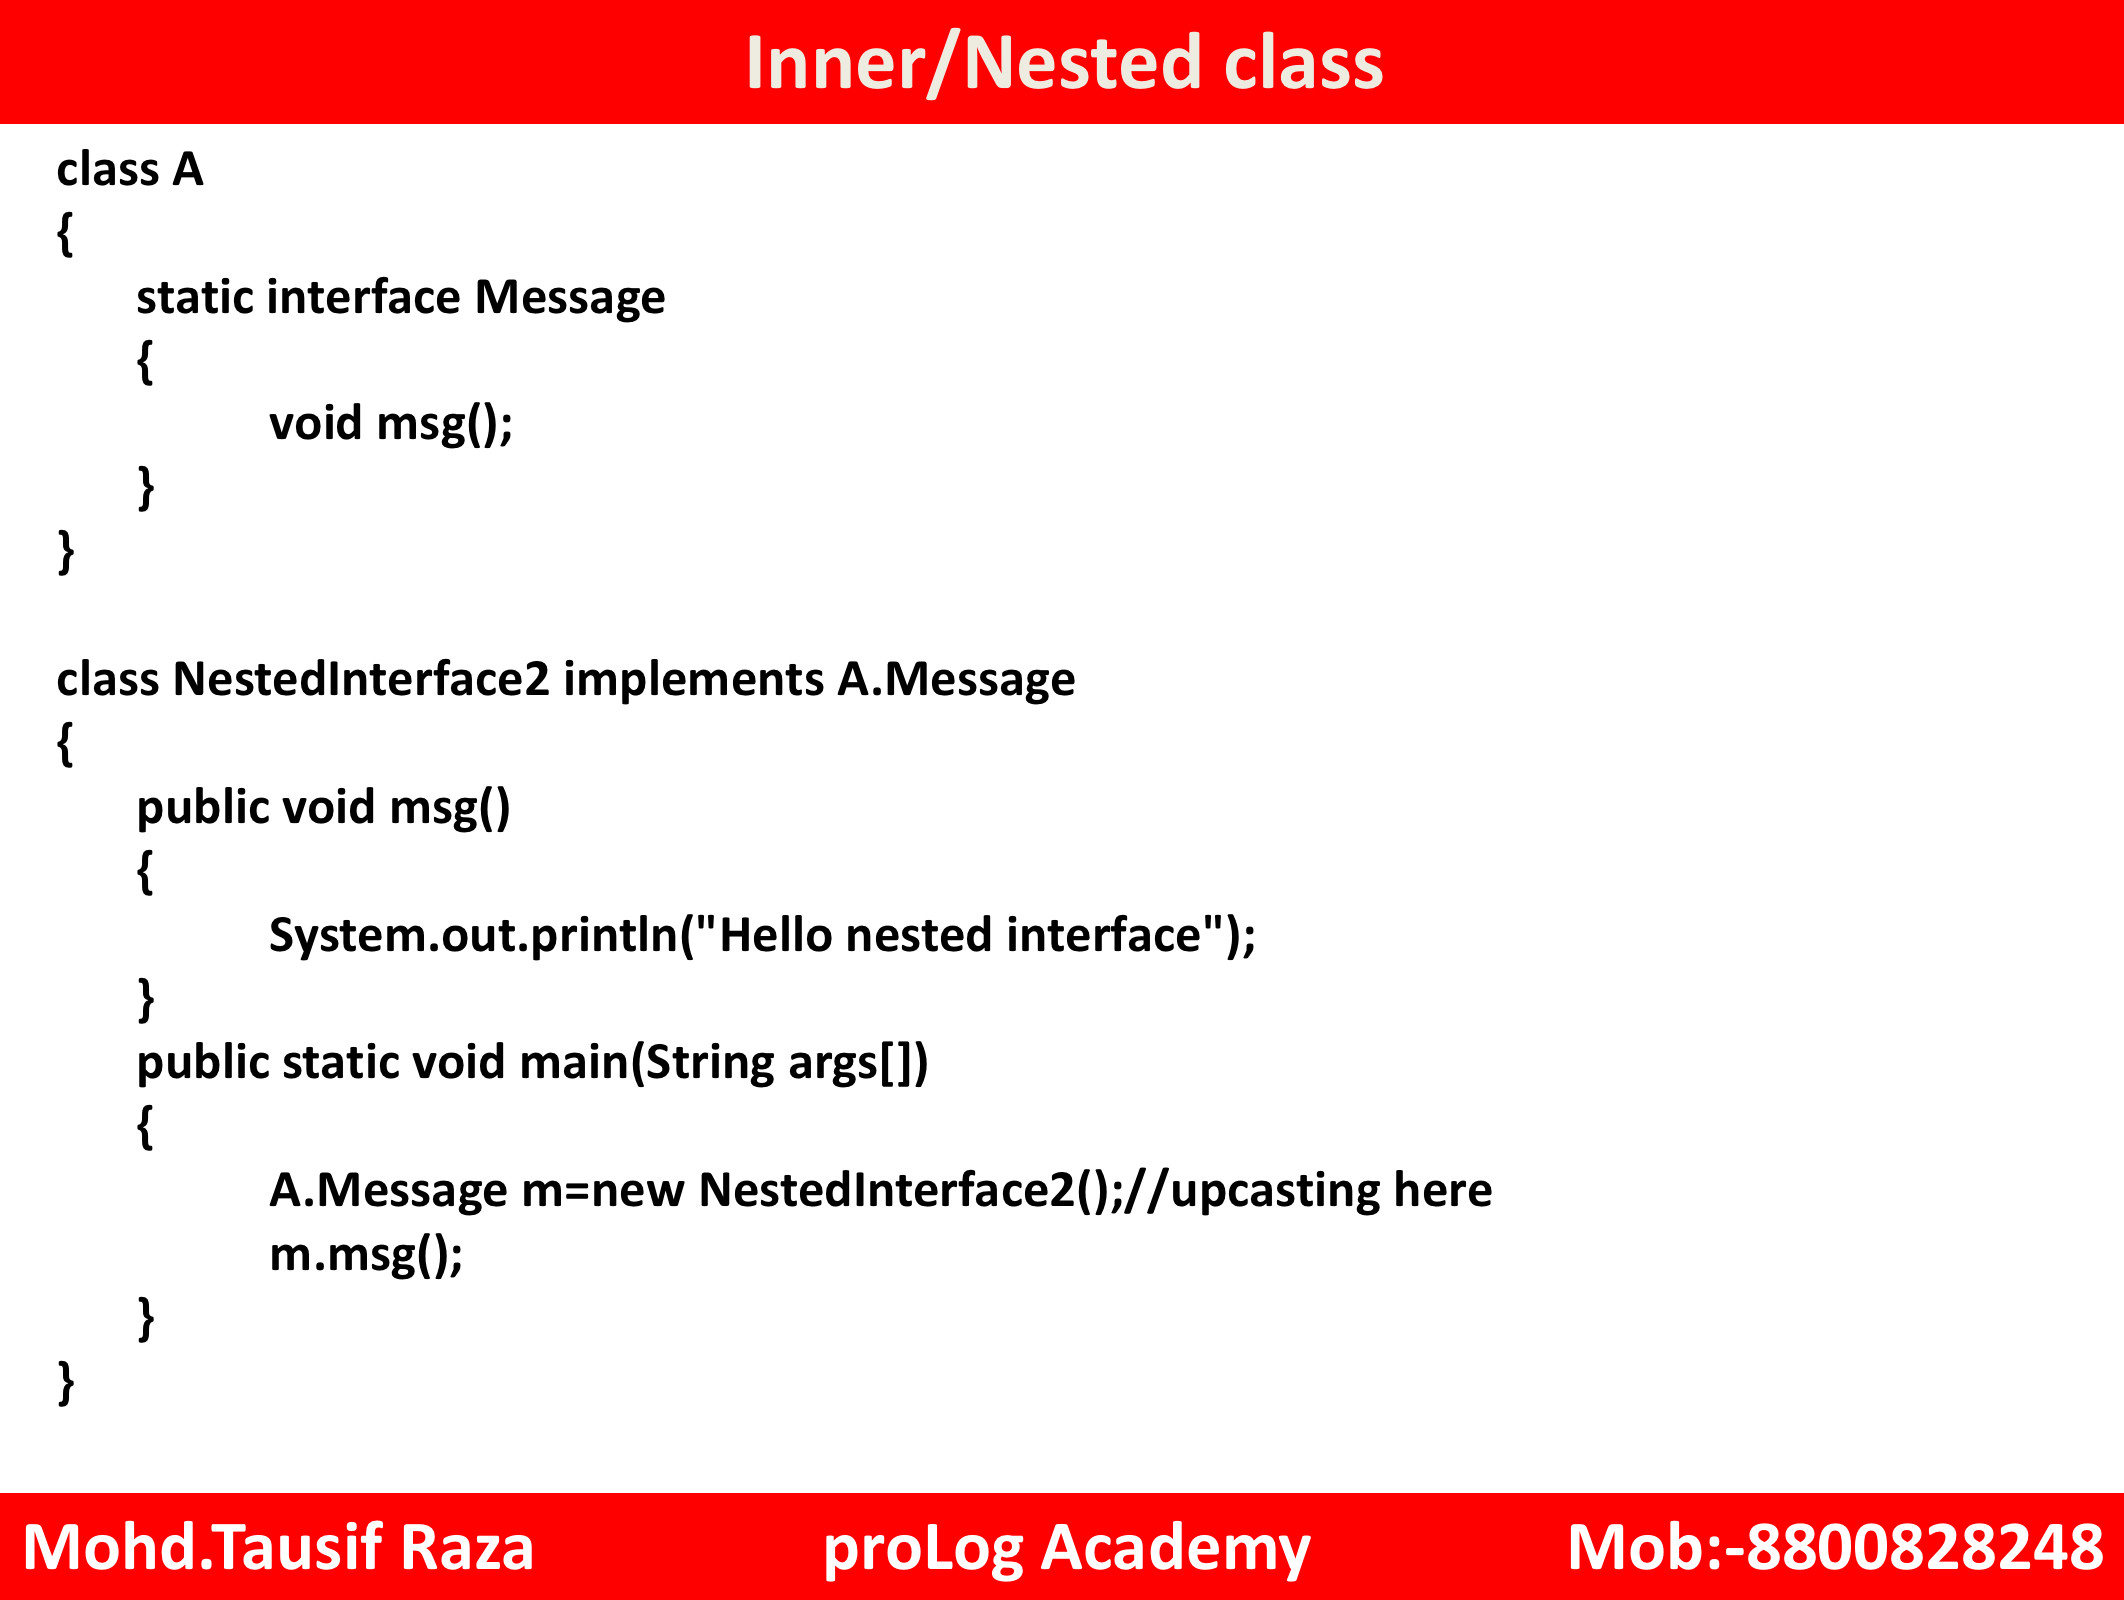 Inner/Nested class
class A
{
static interface Message
{
void msg();
}
}
class NestedInterface2 implements A.Message
{
public void msg()
{
System.out.println("Hello nested interface");
}
public static void main(String args[])
{
A.Message m=new NestedInterface2();//upcasting here
m.msg();
}
}
Mohd.Tausif Raza proLog Academy Mob:-8800828248